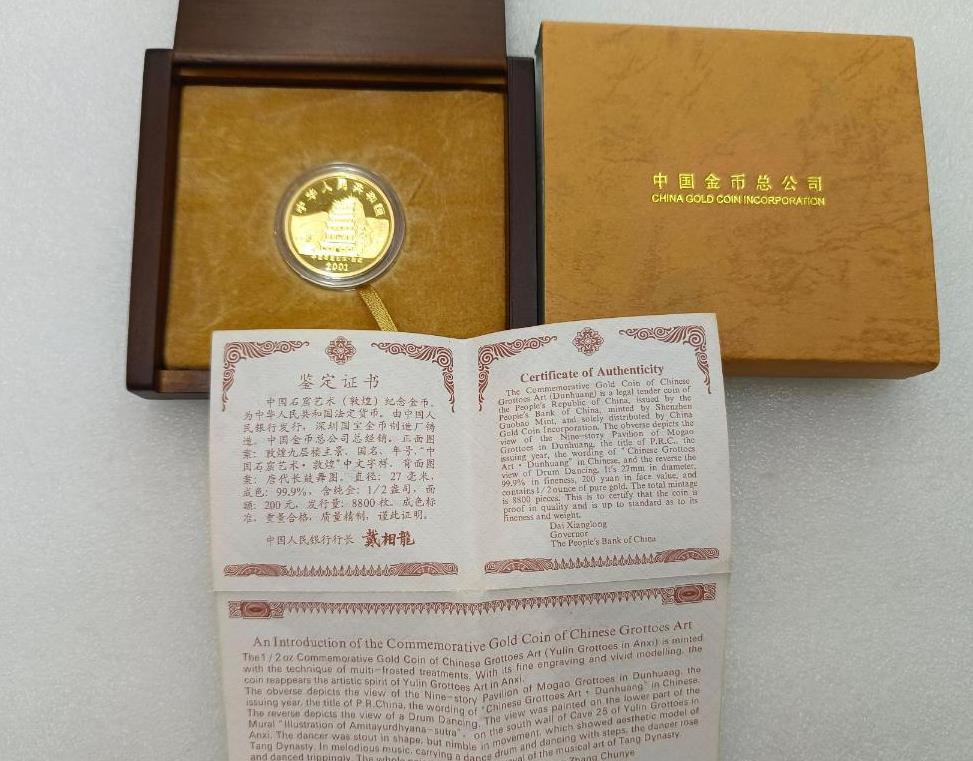 中华人民共和国
2001
中国金币总公司
CHINA GOLD COIN INCORPORATION
鉴定证书
中国石窟艺术（敦煌）纪念金币，
为中华人民共和国法定货币。由中国人
民银行发行，深圳国宝金币制造厂铸
造，中国金币总公司总经销。正面图
案：敦煌九层楼主景、国名、年号、"中
国石窟艺术·敦煌"中文字样，背面图
案：唐代长鼓舞图。直径：27毫米，
成色：99.9%，含纯金：1/2盎司，面
额：200元，发行量：8800枚。成色标
准，重量合格，质量精制，谨此证明。
中国人民银行行长 戴相龍
Certificate of Authenticity
The Commemorative Gold Coin of Chinese
Grottoes Art (Dunhuang) is a legal tender coin of
the People's Republic of China, issued by the
People's Bank of China, minted by Shenzhen
Guobao Mint, and solely distributed by China
Gold Coin Incorporation. The obverse depicts the
view of the Nine-story Pavilion of Mogao
Grottoes in Dunhuang, the title of P.R.C., the
issuing year, the wording of "Chinese Grottoes
Art · Dunhuang" in Chinese, and the reverse the
view of Drum Dancing. It's 27mm in diameter,
99.9% in fineness, 200 yuan in face value, and
contains 1/2 ounce of pure gold. The total mintage
is 8800 pieces. This is to certify that the coin is
proof in quality and is up to standard as to its
fineness and weight.
Dai Xianglong
Governor
The People's Bank of China
An Introduction of the Commemorative Gold Coin of Chinese Grottoes Art
The 1/2 oz Commemorative Gold Coin of Chinese Grottoes Art (Yulin Grottoes in Anxi) is minted
with the technique of multi-frosted treatments. With its fine engraving and vivid modelling, the
coin reappears the artistic spirit of Yulin Grottoes Art in Anxi.
The obverse depicts the view of the Nine-story Pavilion of Mogao Grottoes in Dunhuang, the
issuing year, the title of P.R.China, the wording of "Chinese Grottoes Art · Dunhuang" in Chinese.
The reverse depicts the view of a Drum Dancing. The view was painted on the lower part of the
Mural "Illustration of Amitayurdhyana-sutra", on the south wall of Cave 25 of Yulin Grottoes in
Anxi. The dancer was stout in shape, but nimble in movement, which showed aesthetic model of
Tang Dynasty. In melodious music, carrying a dance drum and dancing with steps, the dancer rose
and danced trippingly. The whole of the musical art of Tang Dynasty.
Zhang Chunye